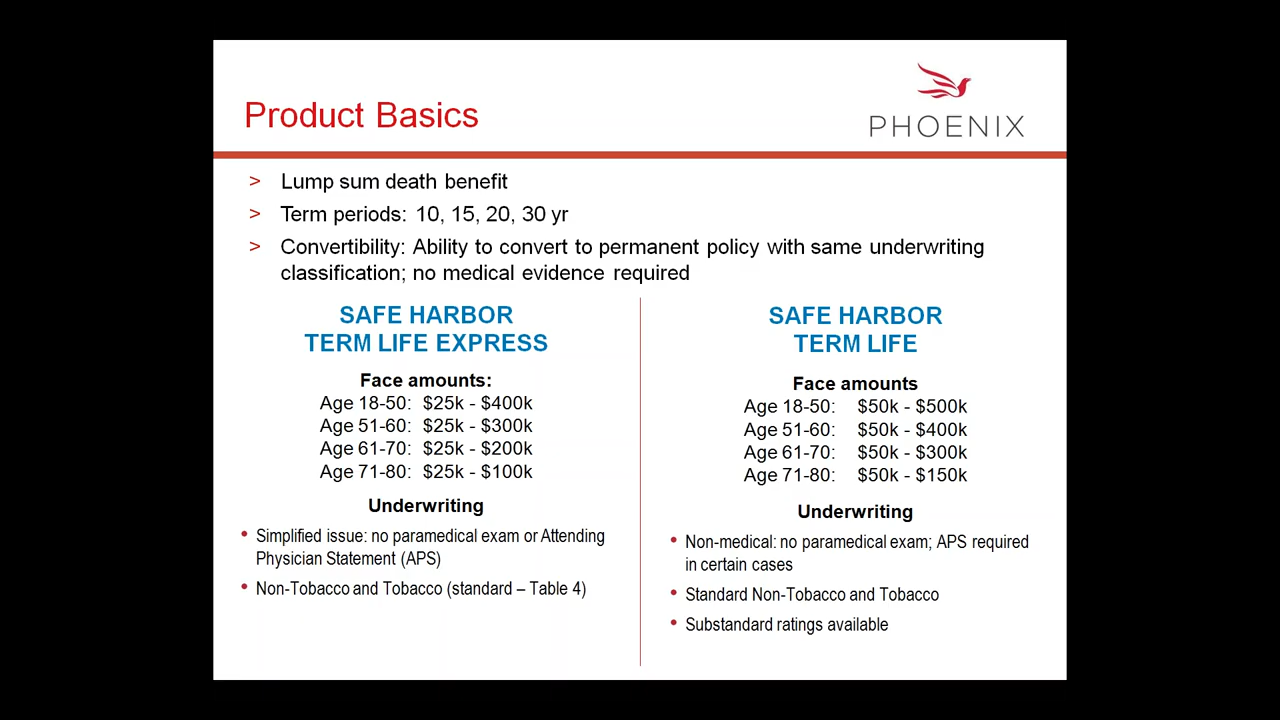 Product Basics
PHOENIX
> Lump sum death benefit
> Term periods: 10, 15, 20, 30 yr
> Convertibility: Ability to convert to permanent policy with same underwriting
classification; no medical evidence required
SAFE HARBOR
TERM LIFE EXPRESS
Face amounts:
Age 18-50: $25k - $400k
Age 51-60: $25k - $300k
Age 61-70: $25k - $200k
Age 71-80: $25k - $100k
Underwriting
• Simplified issue: no paramedical exam or Attending
Physician Statement (APS)
• Non-Tobacco and Tobacco (standard – Table 4)
SAFE HARBOR
TERM LIFE
Face amounts
Age 18-50: $50k - $500k
Age 51-60: $50k - $400k
Age 61-70: $50k - $300k
Age 71-80: $50k - $150k
Underwriting
• Non-medical: no paramedical exam; APS required
in certain cases
• Standard Non-Tobacco and Tobacco
• Substandard ratings available